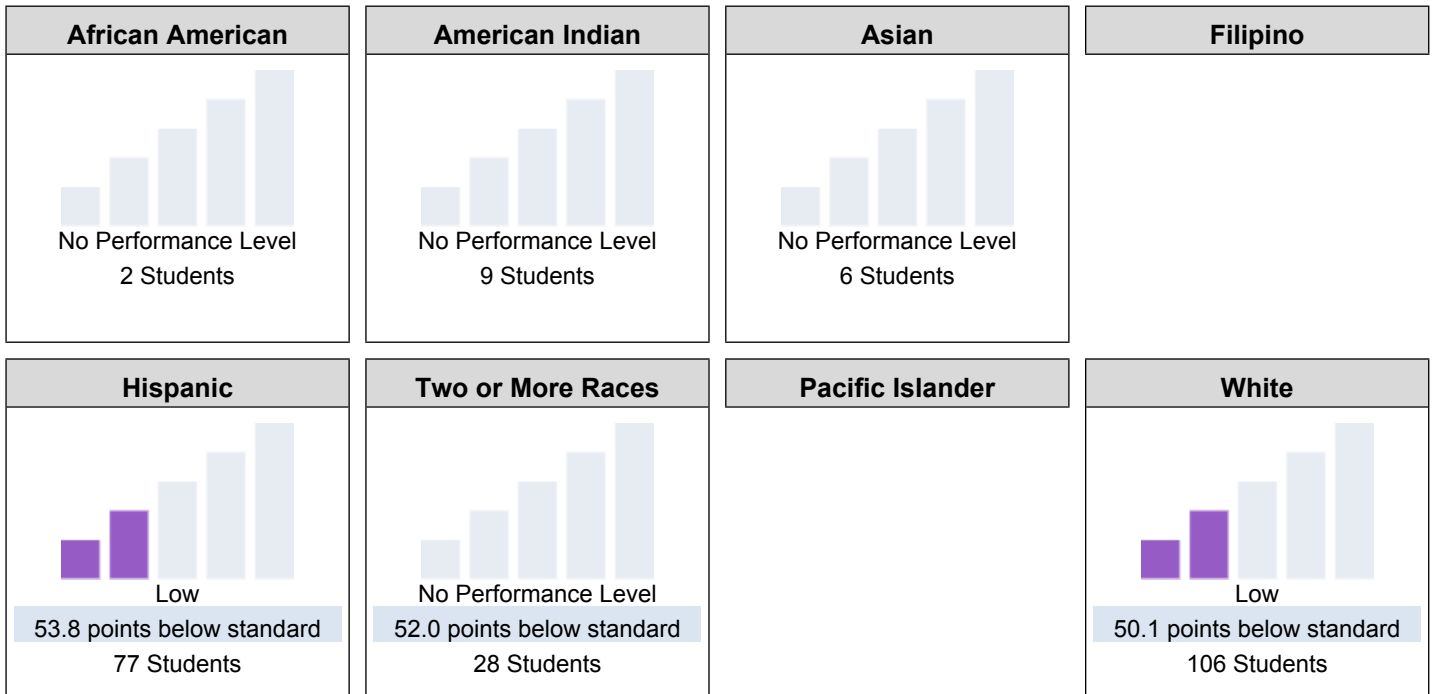 African American
No Performance Level
2 Students
American Indian
No Performance Level
9 Students
Asian
No Performance Level
6 Students
Filipino
Hispanic
Low
53.8 points below standard
77 Students
Two or More Races
No Performance Level
52.0 points below standard
28 Students
Pacific Islander
White
Low
50.1 points below standard
106 Students